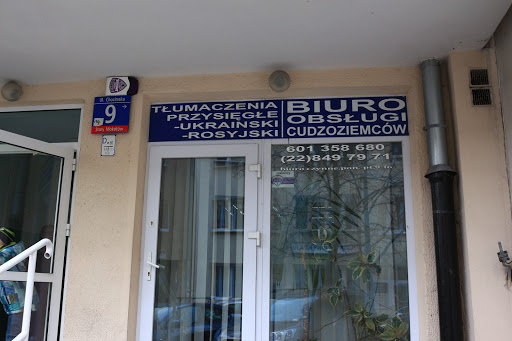 9
TŁUMACZENIA
PRZYSIĘGŁE
-UKRAIŃSKI
-ROSYJSKI
BIURO
OBSŁUGI
CUDZOZIEMCÓW
601 358 680
(22)849 79 71